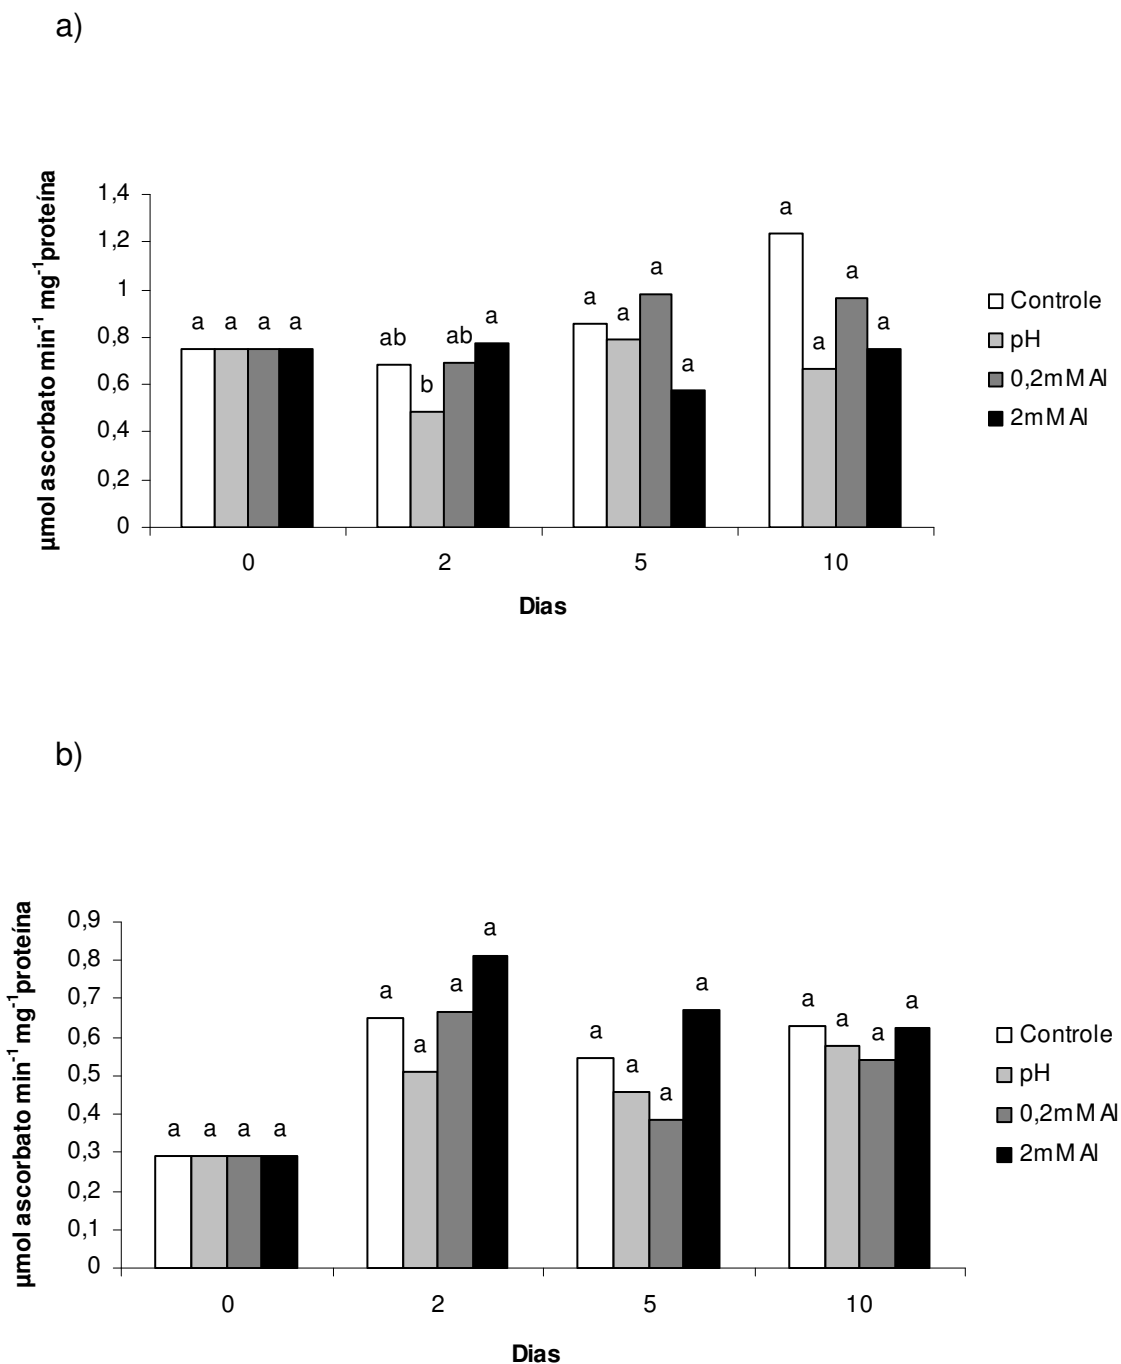 a)
µmol ascorbato min-1 mg-1proteína
1,4
1,2
1
0,8
0,6
0,4
0,2
0
a a a a
ab b ab a
a a a a
a a a a
0 2 5 10
Dias
Controle
pH
0,2mM Al
2mM Al
b)
µmol ascorbato min-1 mg-1proteína
0,9
0,8
0,7
0,6
0,5
0,4
0,3
0,2
0,1
0
a a a a
a a a a
a a a a
a a a a
0 2 5 10
Dias
Controle
pH
0,2mM Al
2mM Al